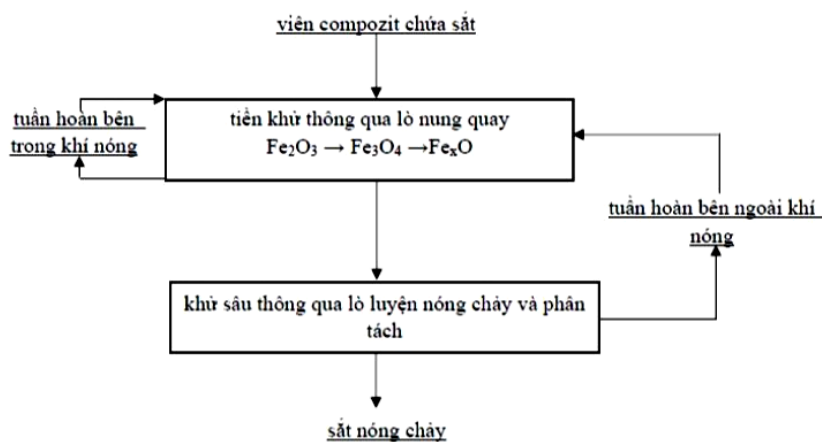 viên compozit chứa sắt
tuần hoàn bên
trong khí nóng
tiền khử thông qua lò nung quay
Fe₂O₃ → Fe₃O₄ →FeₓO
tuần hoàn bên ngoài khí
nóng
khử sâu thông qua lò luyện nóng chảy và phân
tách
sắt nóng chảy